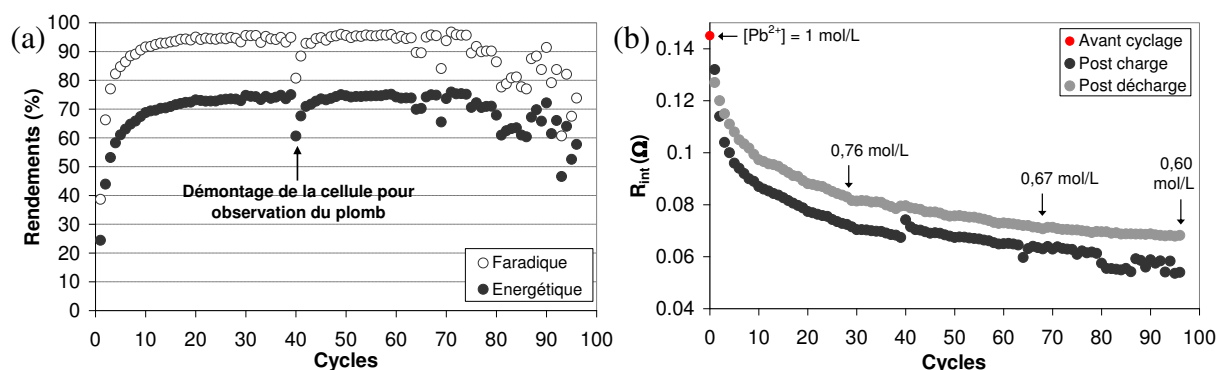 (a)
Rendements (%)
100
90
80
70
60
50
40
30
20
10
0
0 10 20 30 40 50 60 70 80 90 100
Cycles
Démontage de la cellule pour
observation du plomb
Faradique
Energétique
(b)
R_int (Ω)
0.14
0.12
0.1
0.08
0.06
0.04
0 10 20 30 40 50 60 70 80 90 100
Cycles
[Pb²⁺] = 1 mol/L
Avant cyclage
Post charge
Post décharge
0,76 mol/L
0,67 mol/L
0,60
mol/L